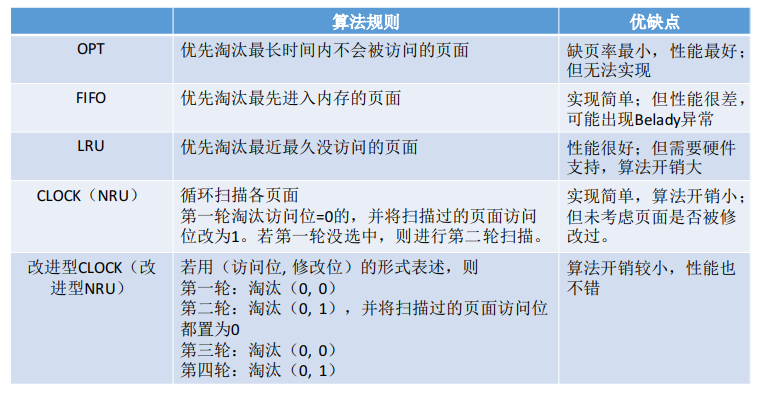 算法规则 优缺点
OPT 优先淘汰最长时间内不会被访问的页面 缺页率最小，性能最好；
但无法实现
FIFO 优先淘汰最先进入内存的页面 实现简单；但性能很差，
可能出现Belady异常
LRU 优先淘汰最近最久没访问的页面 性能很好；但需要硬件
支持，算法开销大
CLOCK（NRU） 循环扫描各页面 实现简单，算法开销小；
第一轮淘汰访问位=0的，并将扫描过的页面访问 但未考虑页面是否被修
位改为1。若第一轮没选中，则进行第二轮扫描。 改过。
改进型CLOCK（改 若用（访问位, 修改位）的形式表述，则 算法开销较小，性能也
进型NRU） 第一轮：淘汰（0, 0） 不错
第二轮：淘汰（0, 1），并将扫描过的页面访问位
都置为0
第三轮：淘汰（0, 0）
第四轮：淘汰（0, 1）